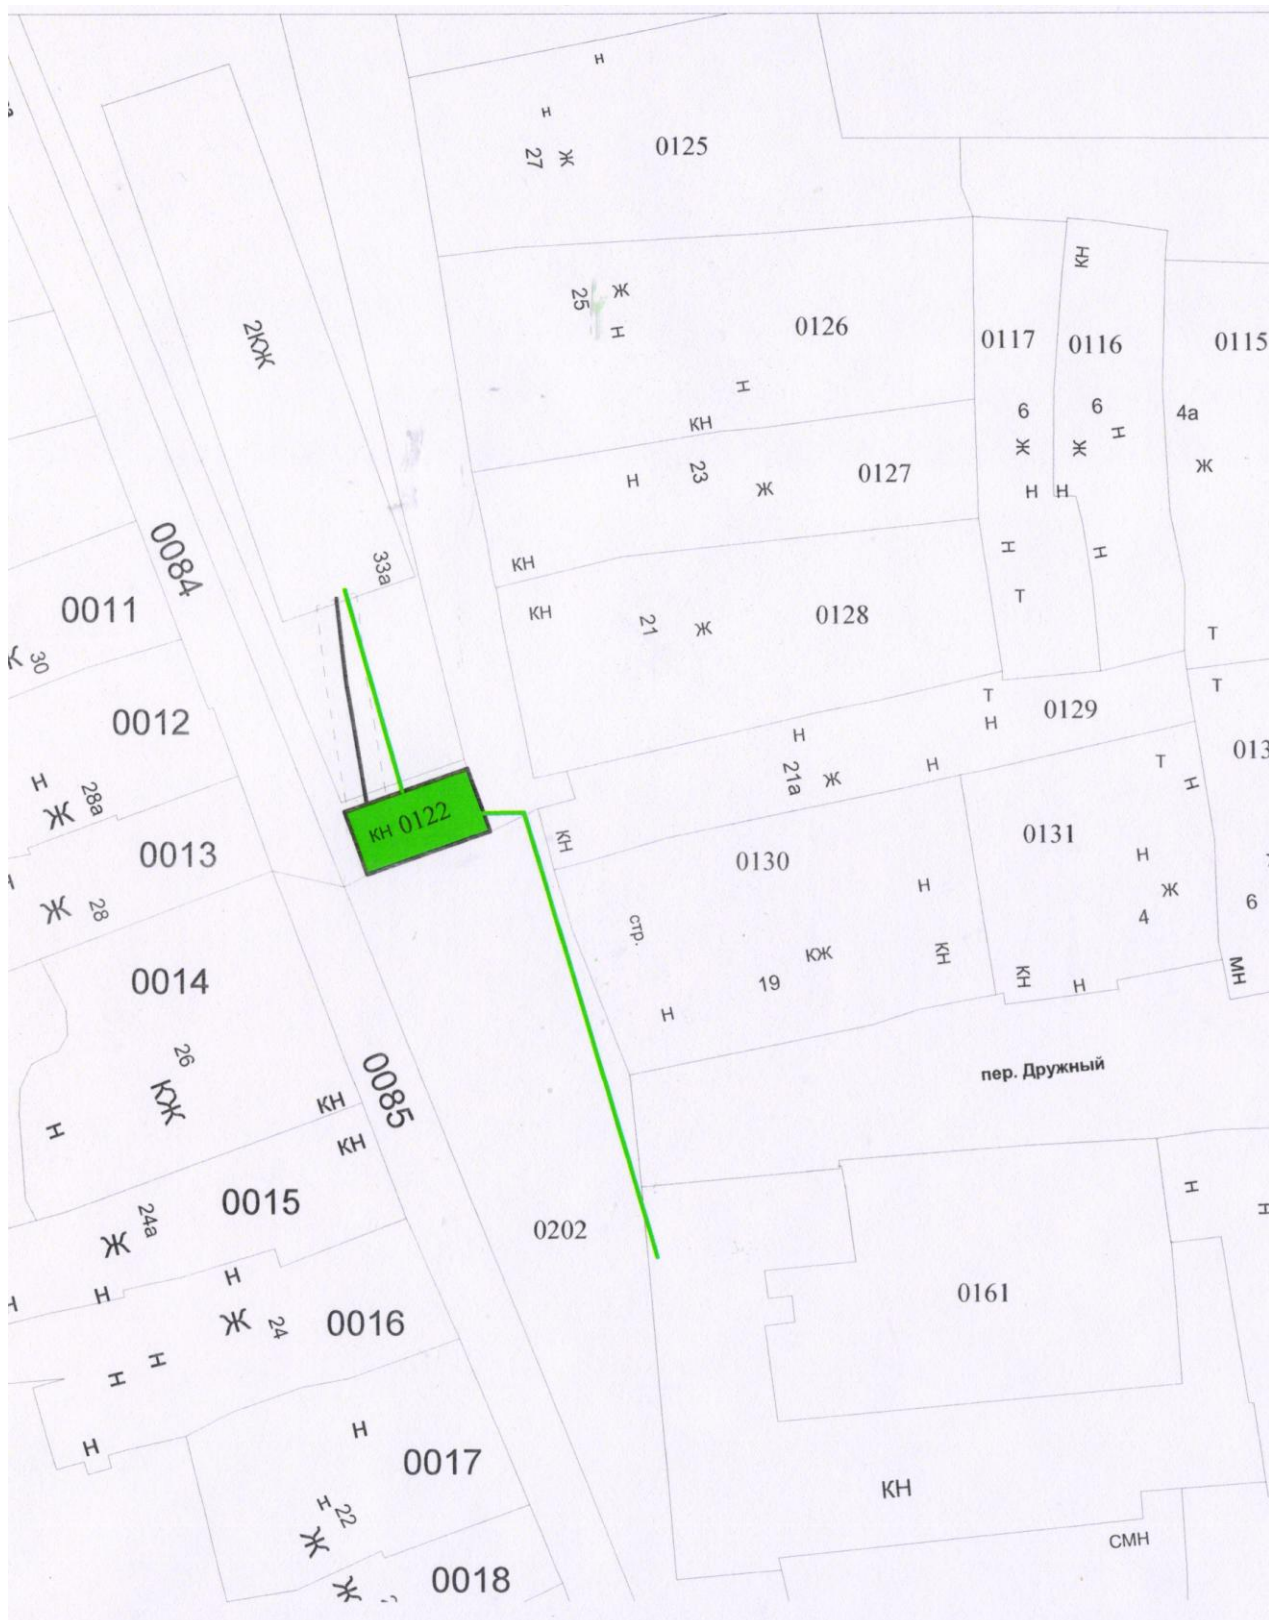 н
н
27
Ж
0125
25
Ж
Н
0126
Н
КН
КН
0117
0116
0115
6
6
4а
Ж
Ж
Н
Ж
2КЖ
Н
23
Ж
0127
Н
Н
КН
Н
Н
Т
0084
33а
КН
21
Ж
0128
Т
0011
30
0012
Т
Н
0129
Т
Н
21а
Ж
Н
Т
Н
Н
28а
Ж
КН 0122
КН
0013
Ж
28
0130
0131
Н
Ж
4
6
Н
стр.
КЖ
КН
19
Н
КН
Н
МН
0014
26
КЖ
Н
КН
0085
пер. Дружный
КН
0015
24а
Ж
Н
Н
0202
Н
Н
0161
Ж
24
0016
Н
Н
Н
Н
0017
Н
22
Ж
КН
Ж
0018
СМН